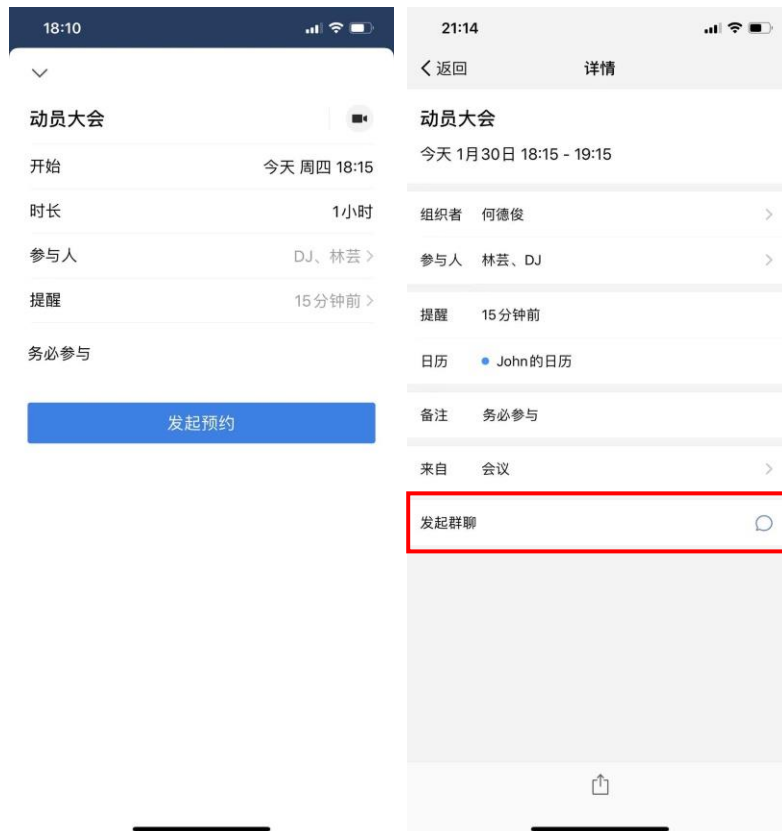 18:10
动员大会
开始 今天 周四 18:15
时长 1小时
参与人 DJ、林芸
提醒 15分钟前
务必参与
发起预约
21:14
返回 详情
动员大会
今天 1月30日 18:15 - 19:15
组织者 何德俊
参与人 林芸、DJ
提醒 15分钟前
日历 John的日历
备注 务必参与
来自 会议
发起群聊